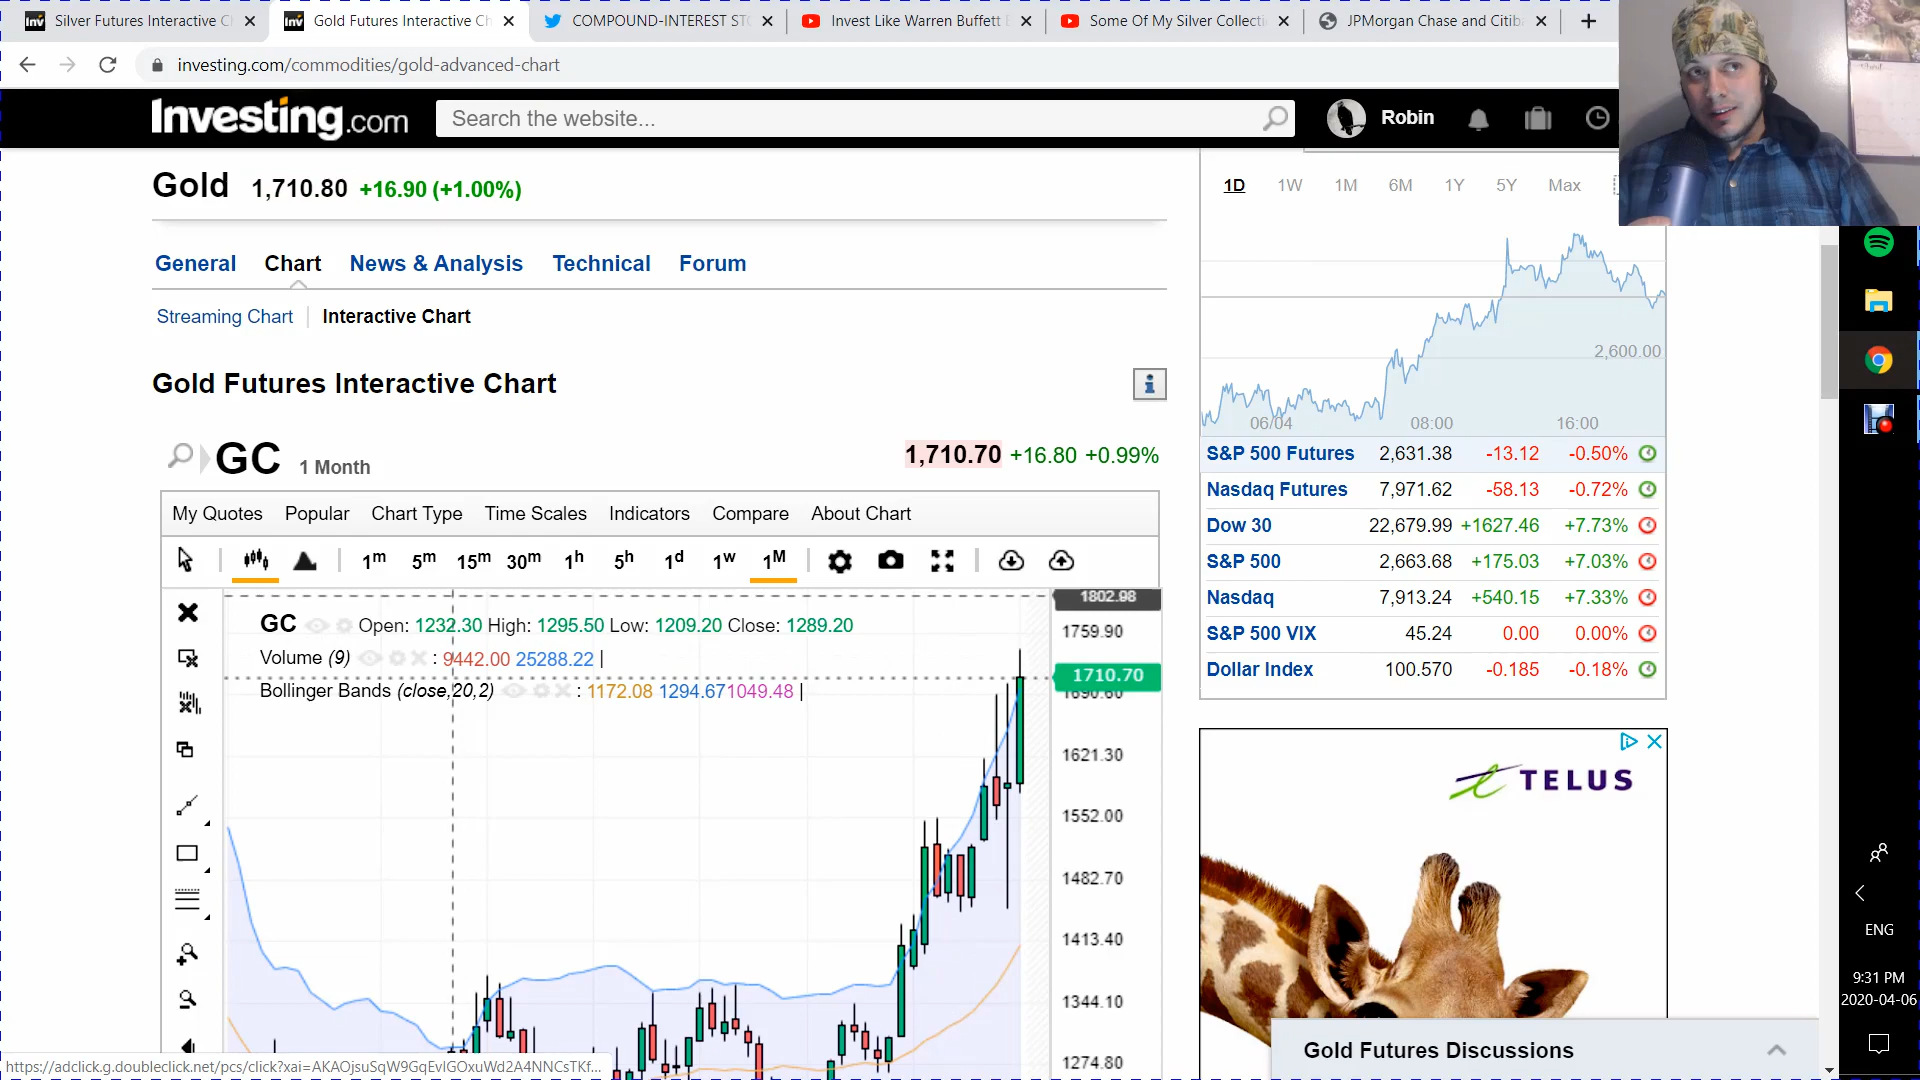 Silver Futures Interactive C
Gold Futures Interactive Ch
COMPOUND-INTEREST ST
Invest Like Warren Buffett
Some Of My Silver Collecti
JPMorgan Chase and Citib
investing.com/commodities/gold-advanced-chart
Investing.com
Search the website...
Robin
Gold 1,710.80 +16.90 (+1.00%)
General Chart News & Analysis Technical Forum
Streaming Chart Interactive Chart
Gold Futures Interactive Chart
GC 1 Month
1,710.70 +16.80 +0.99%
My Quotes Popular Chart Type Time Scales Indicators Compare About Chart
1m 5m 15m 30m 1h 5h 1d 1w 1M
GC Open: 1232.30 High: 1295.50 Low: 1209.20 Close: 1289.20
Volume (9) : 9442.00 25288.22 |
Bollinger Bands (close,20,2) : 1172.08 1294.671049.48 |
1802.98
1759.90
1710.70
1690.60
1621.30
1552.00
1482.70
1413.40
1344.10
1274.80
1D 1W 1M 6M 1Y 5Y Max
2,600.00
06/04 08:00 16:00
S&P 500 Futures 2,631.38 -13.12 -0.50%
Nasdaq Futures 7,971.62 -58.13 -0.72%
Dow 30 22,679.99 +1627.46 +7.73%
S&P 500 2,663.68 +175.03 +7.03%
Nasdaq 7,913.24 +540.15 +7.33%
S&P 500 VIX 45.24 0.00 0.00%
Dollar Index 100.570 -0.185 -0.18%
TELUS
Gold Futures Discussions
ENG
9:31 PM
2020-04-06
https://adclick.g.doubleclick.net/pcs/click?xai=AKAOjsuSqW9GqEvIGOxuWd2A4NNCsTKf...